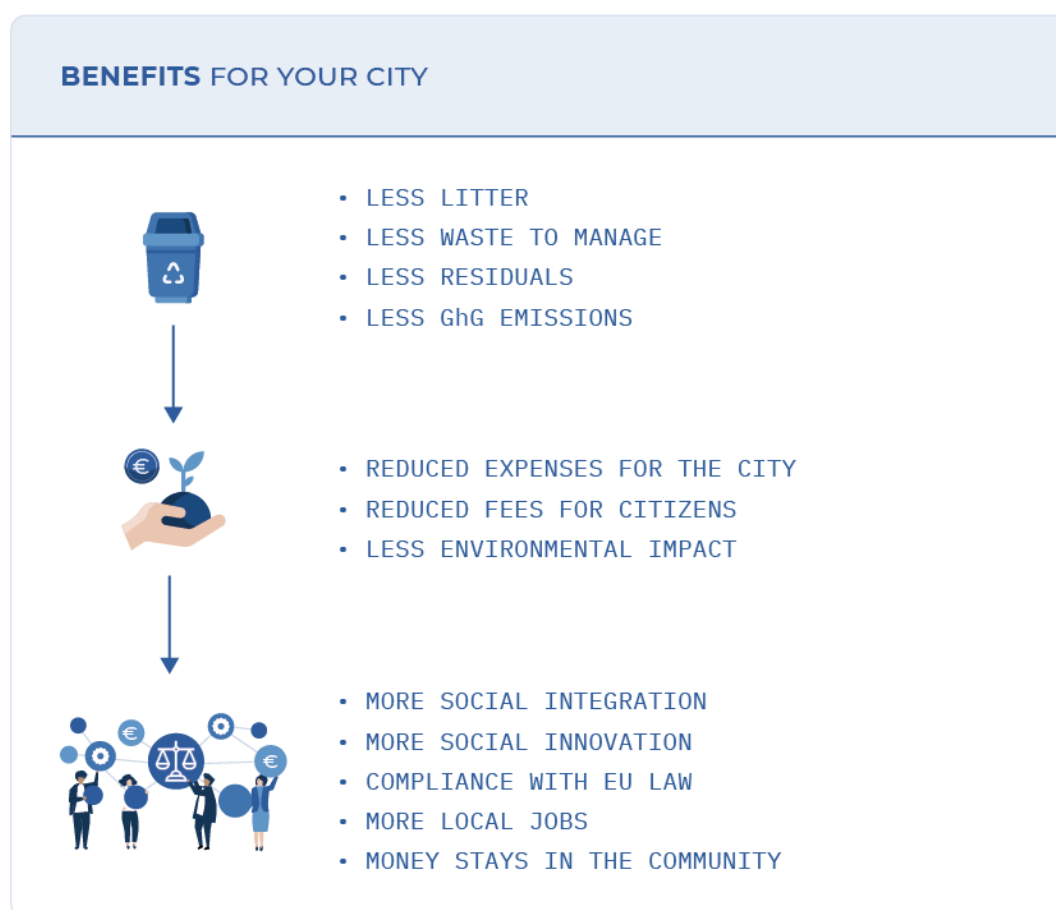 BENEFITS FOR YOUR CITY
• LESS LITTER
• LESS WASTE TO MANAGE
• LESS RESIDUALS
• LESS GhG EMISSIONS
€
• REDUCED EXPENSES FOR THE CITY
• REDUCED FEES FOR CITIZENS
• LESS ENVIRONMENTAL IMPACT
• MORE SOCIAL INTEGRATION
• MORE SOCIAL INNOVATION
• COMPLIANCE WITH EU LAW
• MORE LOCAL JOBS
• MONEY STAYS IN THE COMMUNITY
€
€